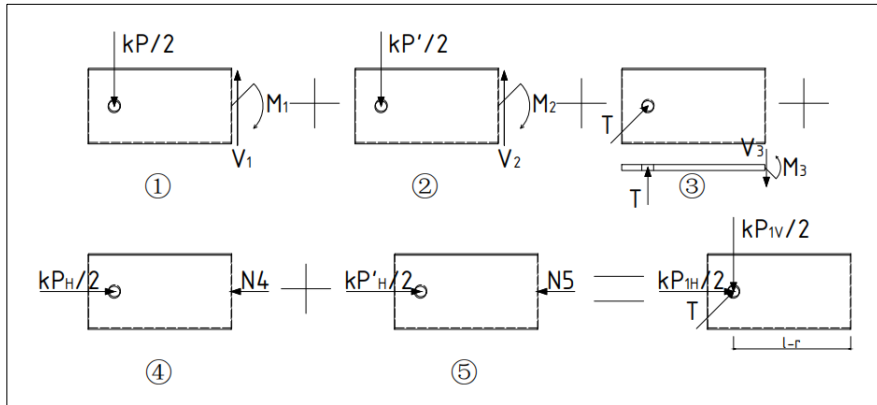 kP/2 kP'/2
M₁ M₂ T V₃
V₁ V₂ M₃
① ② T ③
kP₁ᵥ/2
kPH/2 N4 kP'H/2 N5 kP₁H/2
T
l-r
④ ⑤